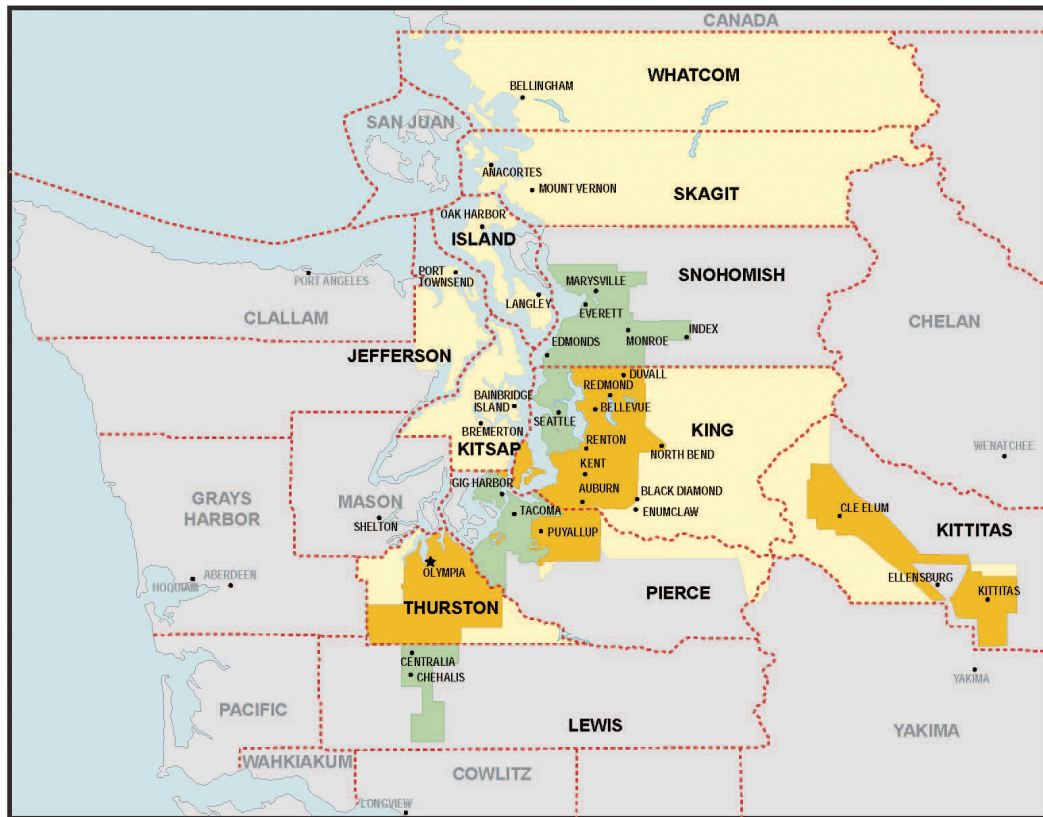 CANADA
WHATCOM
BELLINGHAM
SAN JUAN
ANACORTES
MOUNT VERNON
SKAGIT
OAK HARBOR
ISLAND
PORT
TOWNSEND
PORT ANGELES
SNOHOMISH
MARYSVILLE
LANGLEY
EVERETT
CLALLAM
CHELAN
INDEX
MONROE
EDMONDS
JEFFERSON
DUVALL
REDMOND
BAINBRIDGE
ISLAND
BELLEVUE
SEATTLE
BREMERTON
KING
KITSAP
RENTON
NORTH BEND
WENATCHEE
KENT
GIG HARBOR
AUBURN
BLACK DIAMOND
GRAYS
HARBOR
MASON
SHELTON
TACOMA
ENUMCLAW
CLE ELUM
PUYALLUP
KITTITAS
OLYMPIA
ABERDEEN
HOQUIAM
ELLENSBURG
KITTITAS
PIERCE
THURSTON
CENTRALIA
CHEHALIS
YAKIMA
PACIFIC
LEWIS
YAKIMA
WAHKIAKUM
COWLITZ
LONGVIEW